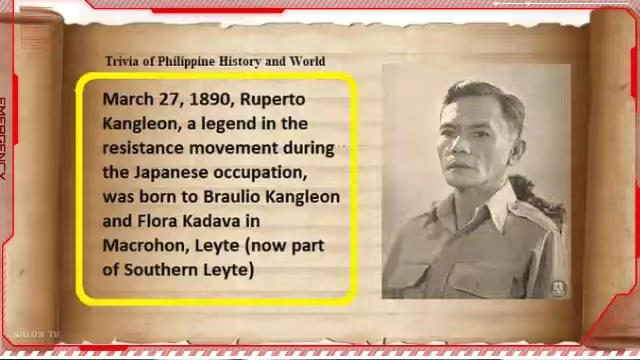 Trivia of Philippine History and World
March 27, 1890, Ruperto
Kangleon, a legend in the
resistance movement during
the Japanese occupation,
was born to Braulio Kangleon
and Flora Kadava in
Macrohon, Leyte (now part
of Southern Leyte)
EMERGENCY